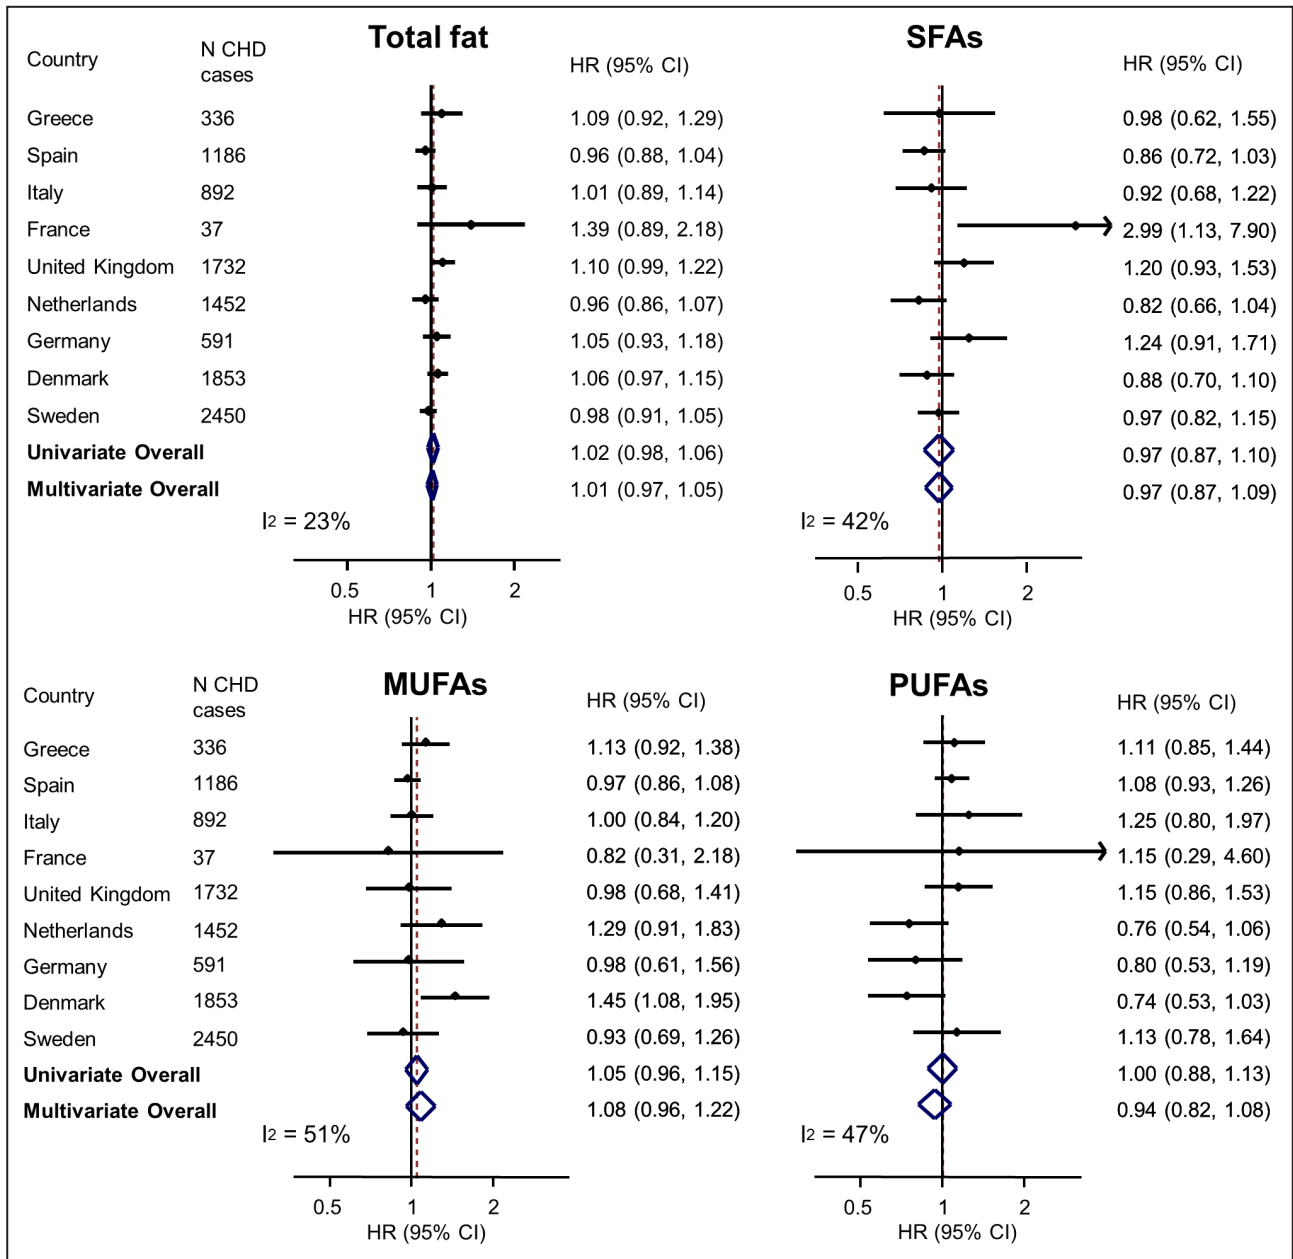 Total fat
Country N CHD cases HR (95% CI)
Greece 336 1.09 (0.92, 1.29)
Spain 1186 0.96 (0.88, 1.04)
Italy 892 1.01 (0.89, 1.14)
France 37 1.39 (0.89, 2.18)
United Kingdom 1732 1.10 (0.99, 1.22)
Netherlands 1452 0.96 (0.86, 1.07)
Germany 591 1.05 (0.93, 1.18)
Denmark 1853 1.06 (0.97, 1.15)
Sweden 2450 0.98 (0.91, 1.05)
Univariate Overall 1.02 (0.98, 1.06)
Multivariate Overall 1.01 (0.97, 1.05)
I2 = 23%
0.5 1 2
HR (95% CI)
SFAs
HR (95% CI)
0.98 (0.62, 1.55)
0.86 (0.72, 1.03)
0.92 (0.68, 1.22)
2.99 (1.13, 7.90)
1.20 (0.93, 1.53)
0.82 (0.66, 1.04)
1.24 (0.91, 1.71)
0.88 (0.70, 1.10)
0.97 (0.82, 1.15)
0.97 (0.87, 1.10)
0.97 (0.87, 1.09)
I2 = 42%
0.5 1 2
HR (95% CI)
MUFAs
Country N CHD cases HR (95% CI)
Greece 336 1.13 (0.92, 1.38)
Spain 1186 0.97 (0.86, 1.08)
Italy 892 1.00 (0.84, 1.20)
France 37 0.82 (0.31, 2.18)
United Kingdom 1732 0.98 (0.68, 1.41)
Netherlands 1452 1.29 (0.91, 1.83)
Germany 591 0.98 (0.61, 1.56)
Denmark 1853 1.45 (1.08, 1.95)
Sweden 2450 0.93 (0.69, 1.26)
Univariate Overall 1.05 (0.96, 1.15)
Multivariate Overall 1.08 (0.96, 1.22)
I2 = 51%
0.5 1 2
HR (95% CI)
PUFAs
HR (95% CI)
1.11 (0.85, 1.44)
1.08 (0.93, 1.26)
1.25 (0.80, 1.97)
1.15 (0.29, 4.60)
1.15 (0.86, 1.53)
0.76 (0.54, 1.06)
0.80 (0.53, 1.19)
0.74 (0.53, 1.03)
1.13 (0.78, 1.64)
1.00 (0.88, 1.13)
0.94 (0.82, 1.08)
I2 = 47%
0.5 1 2
HR (95% CI)